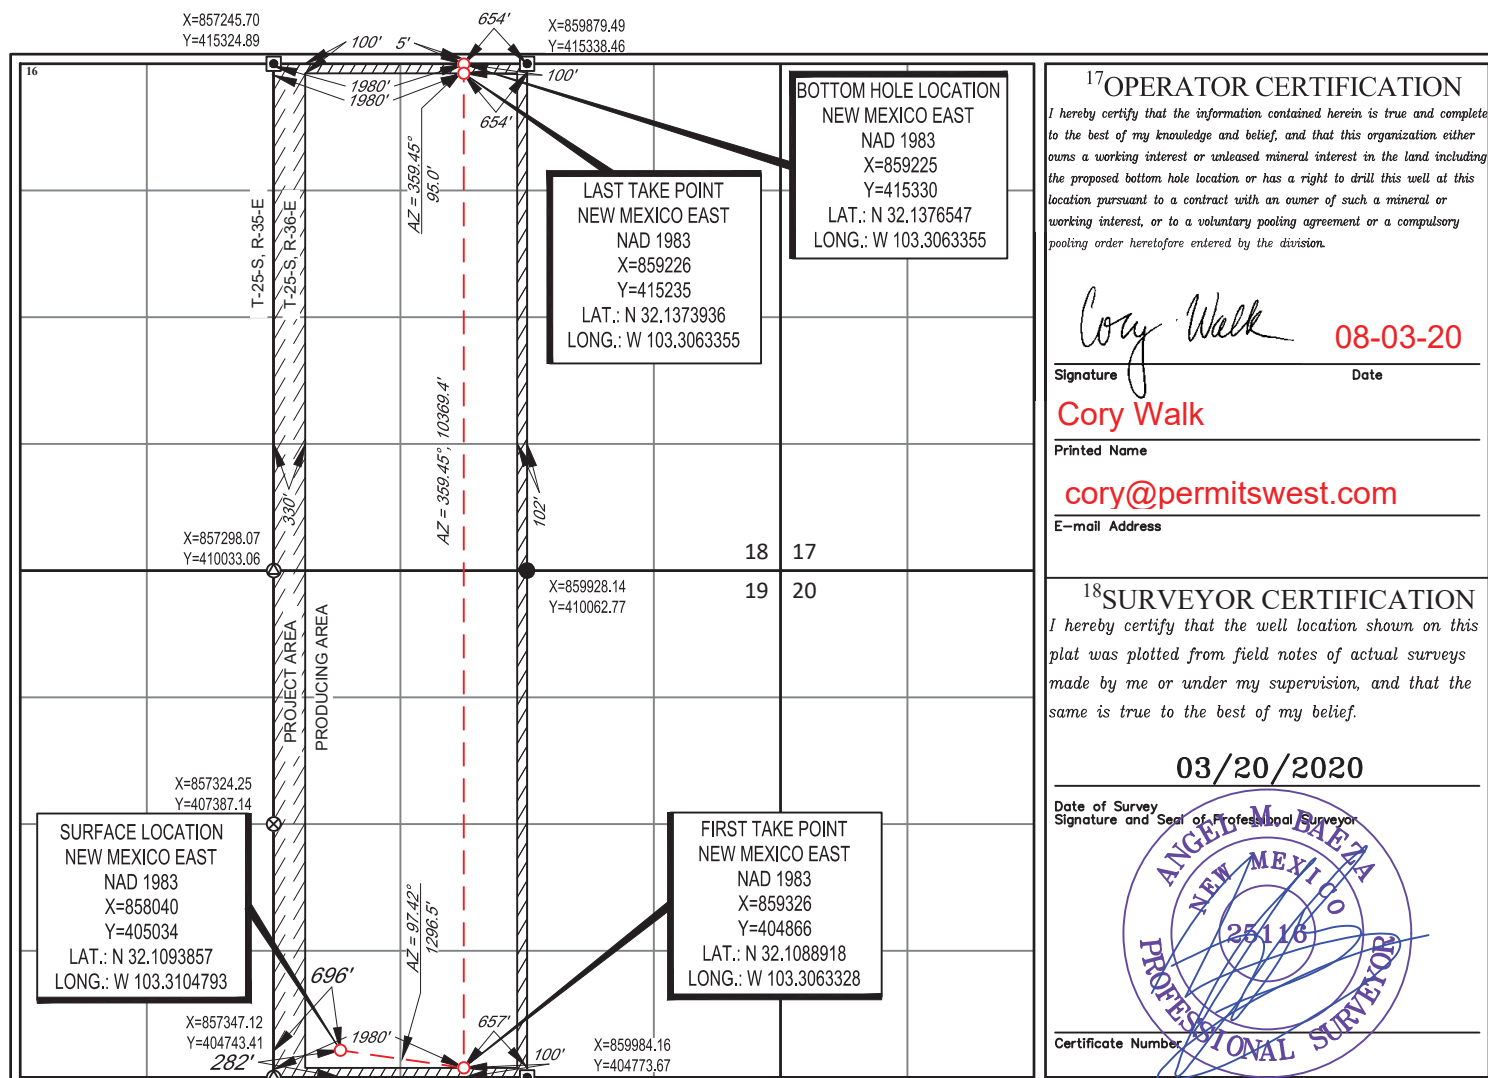 X=857245.70
Y=415324.89
100'
5'
654'
X=859879.49
Y=415338.46
16
1980'
1980'
100'
654'
AZ = 359.45°
95.0'
T-25-S, R-35-E
T-25-S, R-36-E
BOTTOM HOLE LOCATION
NEW MEXICO EAST
NAD 1983
X=859225
Y=415330
LAT.: N 32.1376547
LONG.: W 103.3063355
LAST TAKE POINT
NEW MEXICO EAST
NAD 1983
X=859226
Y=415235
LAT.: N 32.1373936
LONG.: W 103.3063355
AZ = 359.45°, 10369.4'
330'
102'
X=857298.07
Y=410033.06
18 17
19 20
X=859928.14
Y=410062.77
PROJECT AREA
PRODUCING AREA
X=857324.25
Y=407387.14
SURFACE LOCATION
NEW MEXICO EAST
NAD 1983
X=858040
Y=405034
LAT.: N 32.1093857
LONG.: W 103.3104793
FIRST TAKE POINT
NEW MEXICO EAST
NAD 1983
X=859326
Y=404866
LAT.: N 32.1088918
LONG.: W 103.3063328
AZ = 97.42°
1296.5'
696'
X=857347.12
Y=404743.41
282'
1980'
657'
100'
X=859984.16
Y=404773.67
17OPERATOR CERTIFICATION
I hereby certify that the information contained herein is true and complete
to the best of my knowledge and belief, and that this organization either
owns a working interest or unleased mineral interest in the land including
the proposed bottom hole location or has a right to drill this well at this
location pursuant to a contract with an owner of such a mineral or
working interest, or to a voluntary pooling agreement or a compulsory
pooling order heretofore entered by the division.
Cory Walk
08-03-20
Signature Date
Cory Walk
Printed Name
cory@permitswest.com
E-mail Address
18SURVEYOR CERTIFICATION
I hereby certify that the well location shown on this
plat was plotted from field notes of actual surveys
made by me or under my supervision, and that the
same is true to the best of my belief.
03/20/2020
Date of Survey
Signature and Seal of Professional Surveyor
ANGEL M. BAEZA
NEW MEXICO
25116
PROFESSIONAL SURVEYOR
Certificate Number